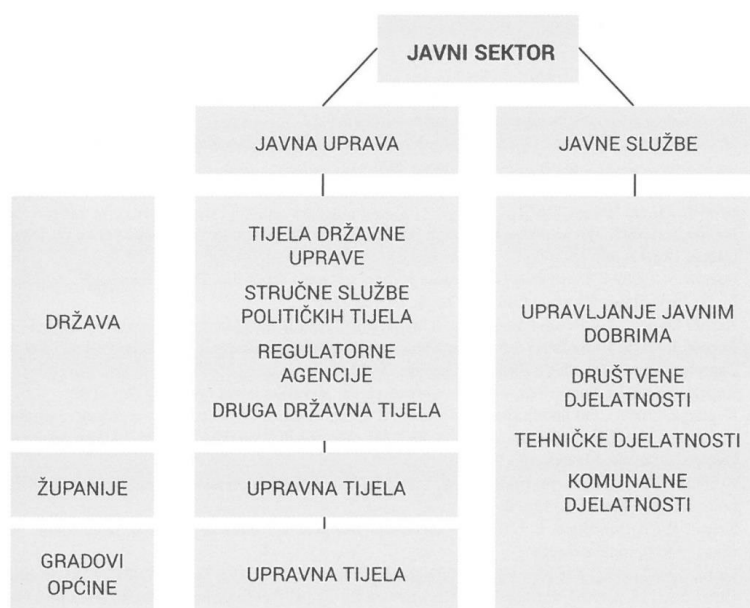 JAVNI SEKTOR
JAVNA UPRAVA
JAVNE SLUŽBE
DRŽAVA
TIJELA DRŽAVNE
UPRAVE
STRUČNE SLUŽBE
POLITIČKIH TIJELA
REGULATORNE
AGENCIJE
DRUGA DRŽAVNA TIJELA
UPRAVLJANJE JAVNIM
DOBRIMA
DRUŠTVENE
DJELATNOSTI
TEHNIČKE DJELATNOSTI
KOMUNALNE
DJELATNOSTI
ŽUPANIJE
UPRAVNA TIJELA
GRADOVI
OPĆINE
UPRAVNA TIJELA